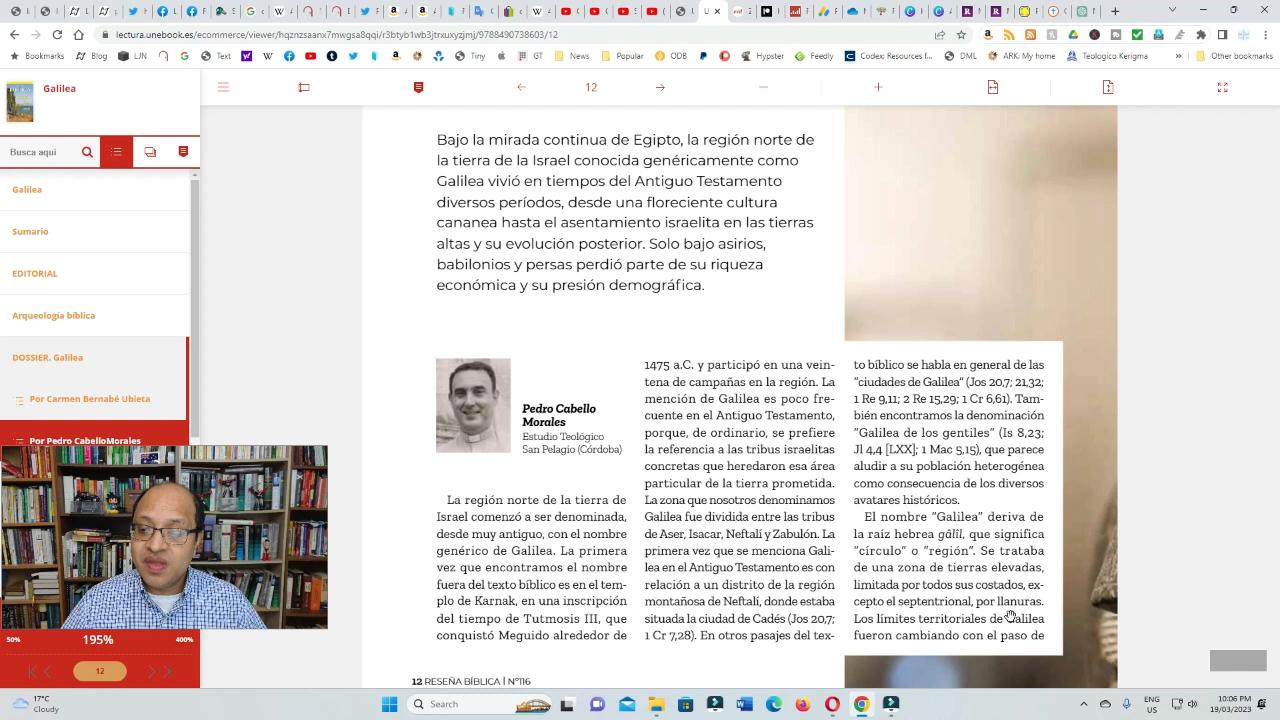 lectura.nubenes.com/ecommerce/viewer/hqznzsaanx7mwgsa8qqi/r3btyb1wb3jtrxuxyzjmj/9788490738603/12
Text
Blog
LIN
Tiny
GT
News
Popular
ODB
Hypster
Feedly
Codex Resources: f...
DML
ARK: My home
Teologico Kerigma
Other bookmarks
Galilea
12
Busca aqui
Galilea
Sumario
EDITORIAL
Arqueología bíblica
DOSSIER. Galilea
Por Carmen Bernabé Ubieta
Por Pedro CabelloMorales
50%
195%
400%
12
Bajo la mirada continua de Egipto, la región norte de
la tierra de la Israel conocida genéricamente como
Galilea vivió en tiempos del Antiguo Testamento
diversos períodos, desde una floreciente cultura
cananea hasta el asentamiento israelita en las tierras
altas y su evolución posterior. Solo bajo asirios,
babilonios y persas perdió parte de su riqueza
económica y su presión demográfica.
Pedro Cabello
Morales
Estudio Teológico
San Pelagio (Córdoba)
La región norte de la tierra de
Israel comenzó a ser denominada,
desde muy antiguo, con el nombre
genérico de Galilea. La primera
vez que encontramos el nombre
fuera del texto bíblico es en el tem-
plo de Karnak, en una inscripción
del tiempo de Tutmosis III, que
conquistó Meguido alrededor de
1475 a.C. y participó en una vein-
tena de campañas en la región. La
mención de Galilea es poco fre-
cuente en el Antiguo Testamento,
porque, de ordinario, se prefiere
la referencia a las tribus israelitas
concretas que heredaron esa área
particular de la tierra prometida.
La zona que nosotros denominamos
Galilea fue dividida entre las tribus
de Aser, Isacar, Neftalí y Zabulón. La
primera vez que se menciona Gali-
lea en el Antiguo Testamento es con
relación a un distrito de la región
montañosa de Neftalí, donde estaba
situada la ciudad de Cadés (Jos 20,7;
1 Cr 7,28). En otros pasajes del tex-
to bíblico se habla en general de las
"ciudades de Galilea" (Jos 20,7; 21,32;
1 Re 9,11; 2 Re 15,29; 1 Cr 6,61). Tam-
bién encontramos la denominación
"Galilea de los gentiles" (Is 8,23;
Jl 4,4 [LXX]; 1 Mac 5,15), que parece
aludir a su población heterogénea
como consecuencia de los diversos
avatares históricos.
El nombre "Galilea" deriva de
la raíz hebrea gâlîl, que significa
"círculo" o "región". Se trataba
de una zona de tierras elevadas,
limitada por todos sus costados, ex-
cepto el septentrional, por llanuras.
Los límites territoriales de Galilea
fueron cambiando con el paso de
12 RESEÑA BÍBLICA | Nº116
17°C
Cloudy
Search
ENG
US
10:06 PM
19/03/2023